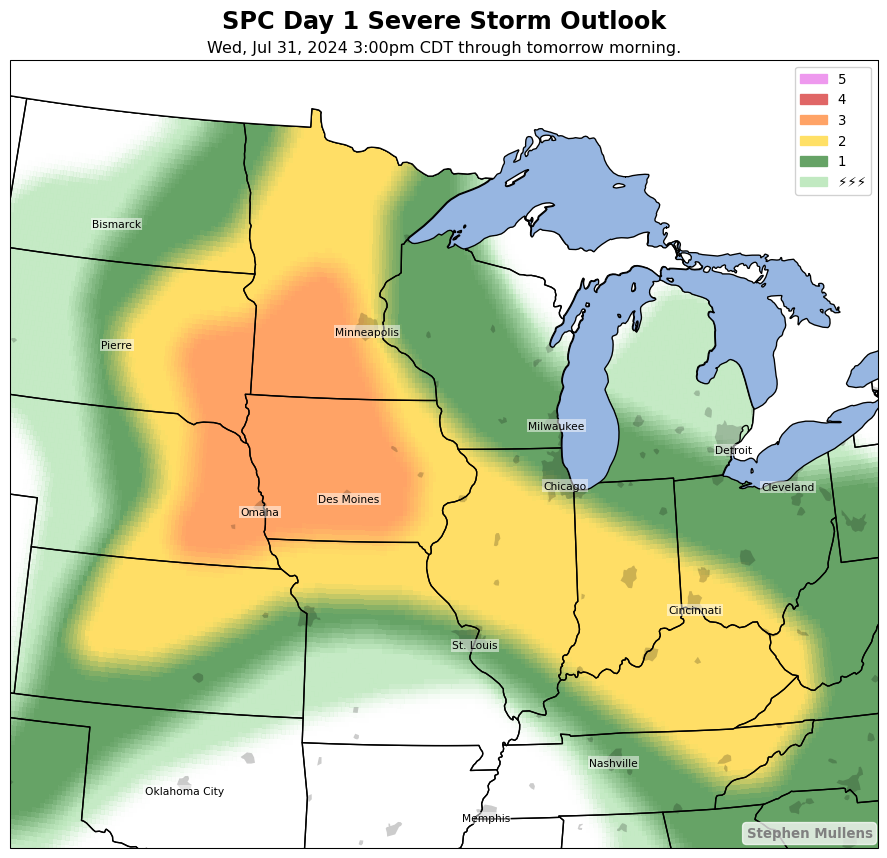 SPC Day 1 Severe Storm Outlook
Wed, Jul 31, 2024 3:00pm CDT through tomorrow morning.
5
4
3
2
1
⚡⚡⚡
Bismarck
Minneapolis
Pierre
Milwaukee
Detroit
Chicago
Cleveland
Des Moines
Omaha
Cincinnati
St. Louis
Nashville
Oklahoma City
Memphis
Stephen Mullens